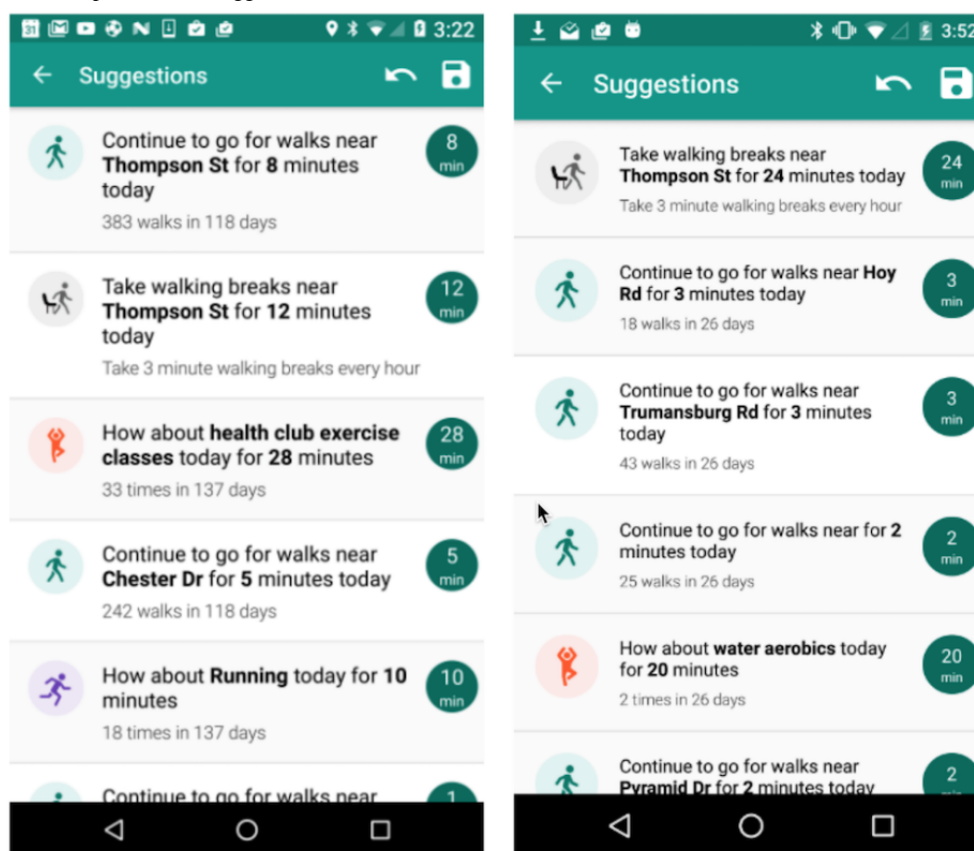 31
N
3:22
Suggestions
Continue to go for walks near
Thompson St for 8 minutes
today
383 walks in 118 days
8
min
Take walking breaks near
Thompson St for 12 minutes
today
Take 3 minute walking breaks every hour
12
min
How about health club exercise
classes today for 28 minutes
33 times in 137 days
28
min
Continue to go for walks near
Chester Dr for 5 minutes today
242 walks in 118 days
5
min
How about Running today for 10
minutes
18 times in 137 days
10
min
Continue to go for walks near
1
3:52
Suggestions
Take walking breaks near
Thompson St for 24 minutes today
Take 3 minute walking breaks every hour
24
min
Continue to go for walks near Hoy
Rd for 3 minutes today
18 walks in 26 days
3
min
Continue to go for walks near
Trumansburg Rd for 3 minutes
today
43 walks in 26 days
3
min
Continue to go for walks near for 2
minutes today
25 walks in 26 days
2
min
How about water aerobics today
for 20 minutes
2 times in 26 days
20
min
Continue to go for walks near
Pyramid Dr for 2 minutes today
2